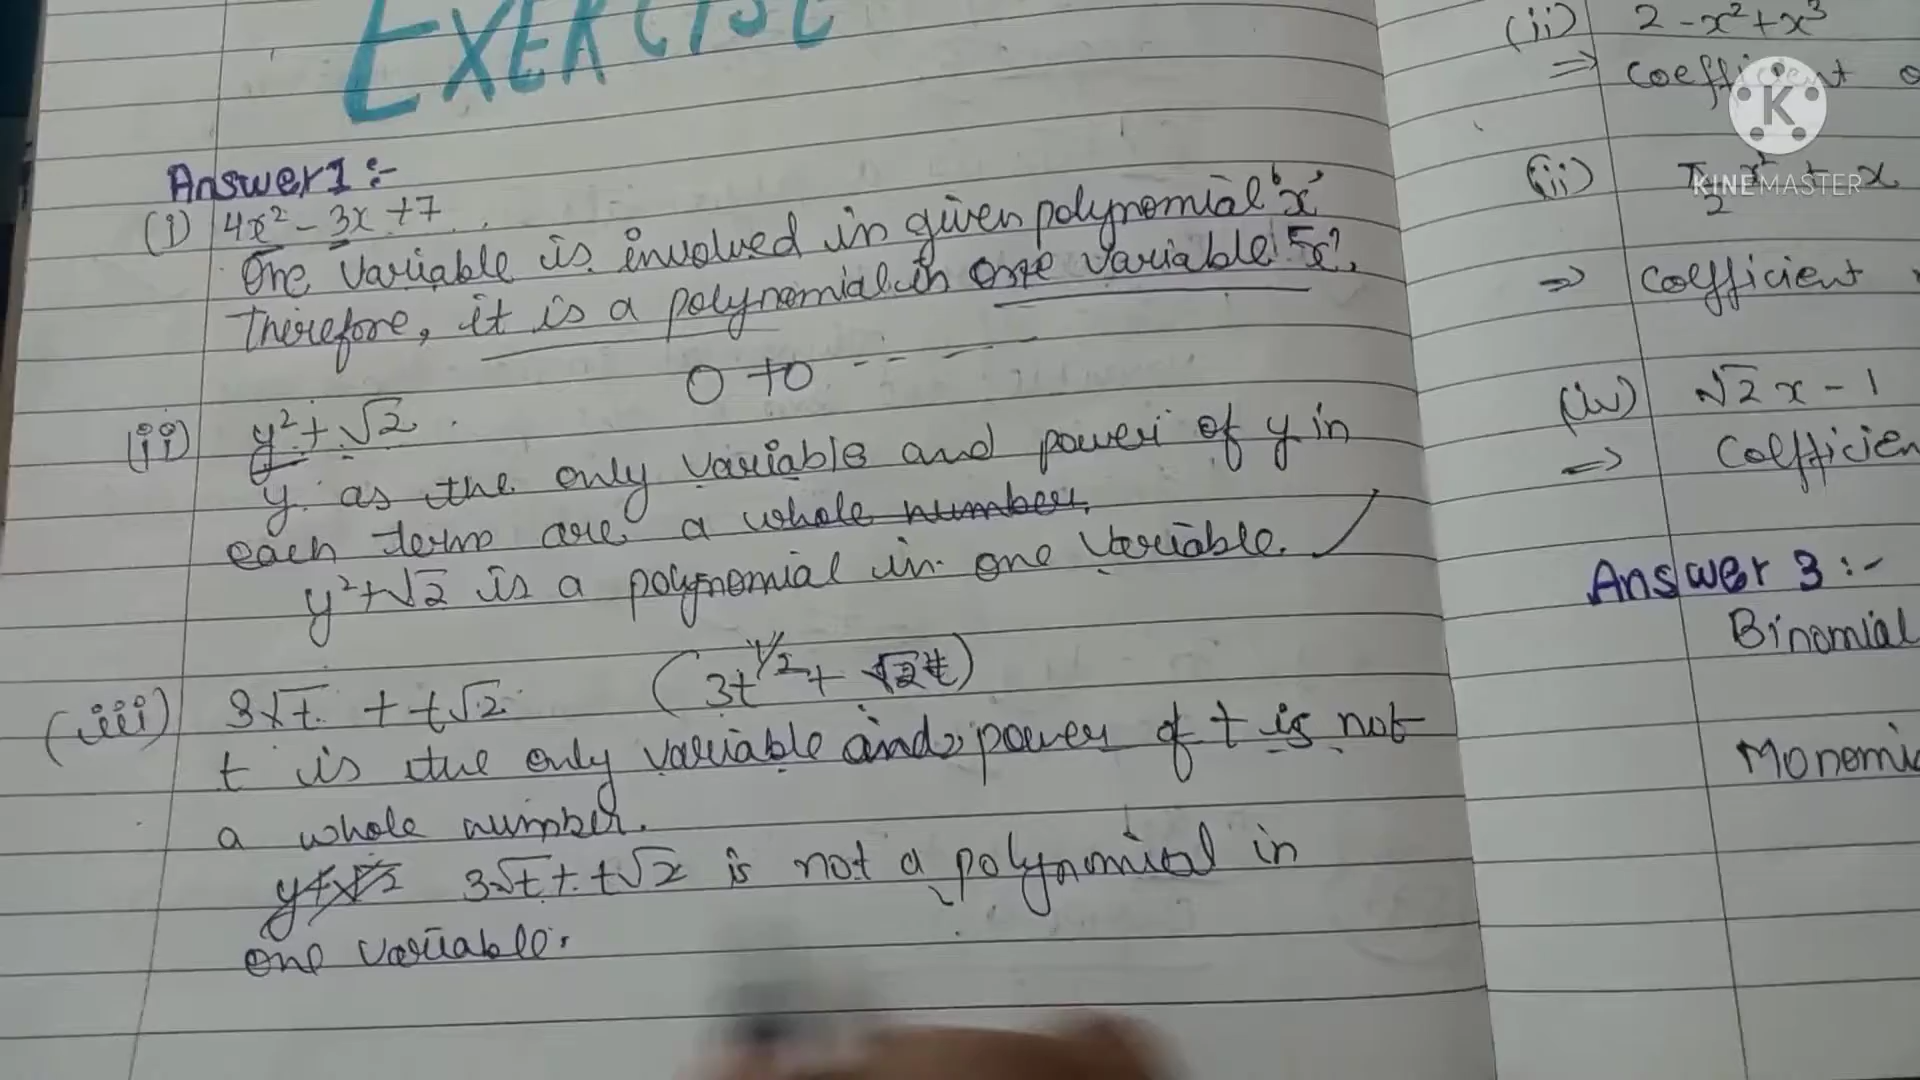 EXERCISE
Answer 1 :-
(i) 4x² - 3x + 7
One variable is involved in given polynomial 'x'
Therefore, it is a polynomial in one variable 'x'.
0 to - - - -
(ii) y² + √2
y as the only variable and power of y in
each term are a whole number.
y² + √2 is a polynomial in one variable.
(iii) 3√t + t√2 (3t^1/2 + √2t)
t is the only variable and power of t is not
a whole number.
3√t + t√2 is not a polynomial in
one variable.
(ii) 2 - x² + x³
⇒ coefficient o
(iii) π/2 x² + x
⇒ coefficient
(iv) √2x - 1
⇒ Coefficien
Answer 3 :-
Binomial
Monomi
K
KINEMASTER